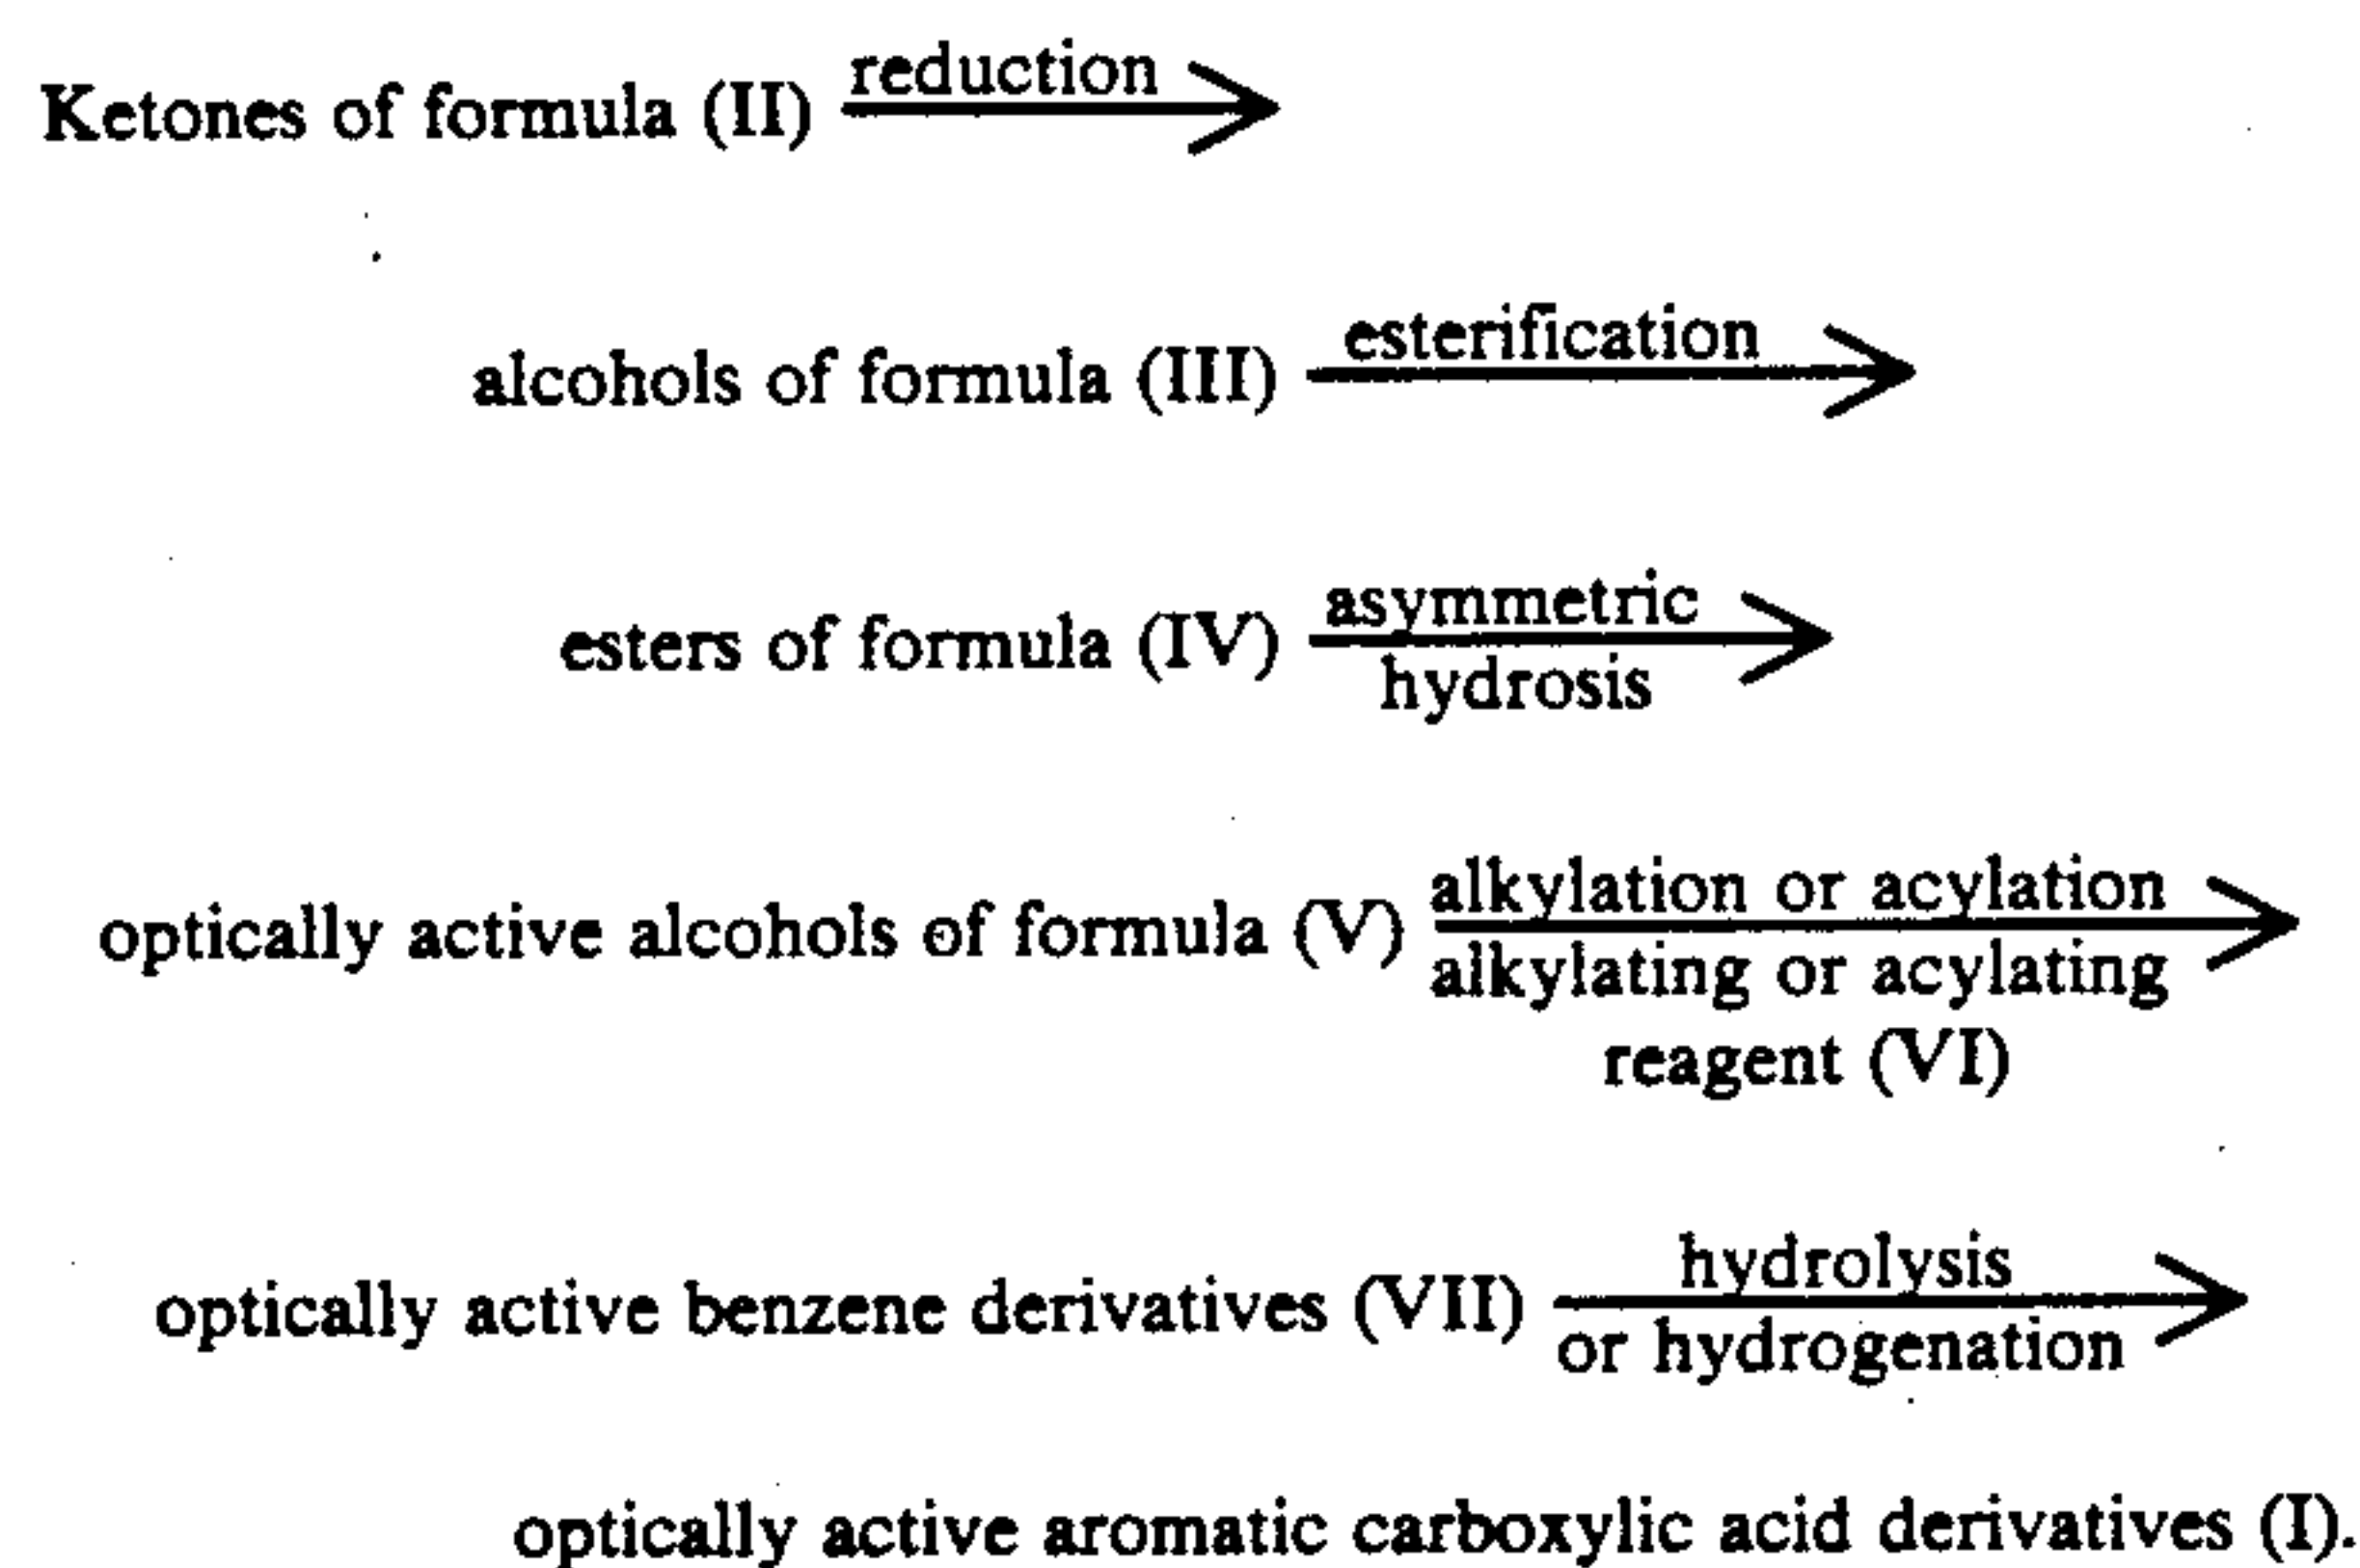 reduction
Ketones of formula (II)
esterification
alcohols of formula (III)
asymmetric
esters of formula (IV)
hydrosis
alkylation or acylation
optically active alcohols of formula (V)
alkylating or acylating
reagent (VI)
hydrolysis
optically active benzene derivatives (VII)
or hydrogenation
optically active aromatic carboxylic acid derivatives (I).